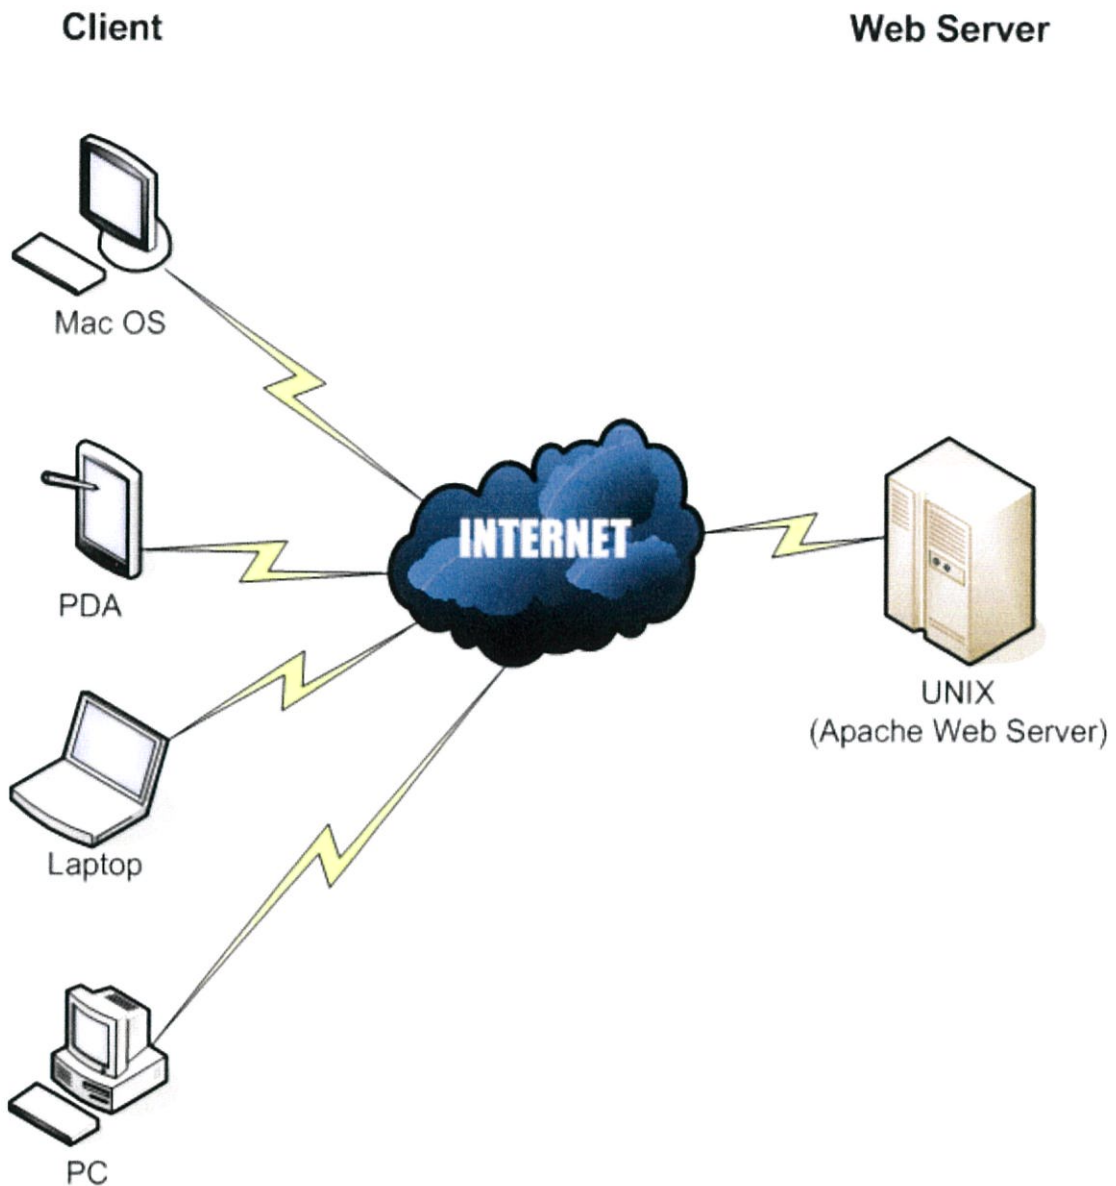 Client
Web Server
Mac OS
PDA
INTERNET
UNIX
(Apache Web Server)
Laptop
PC